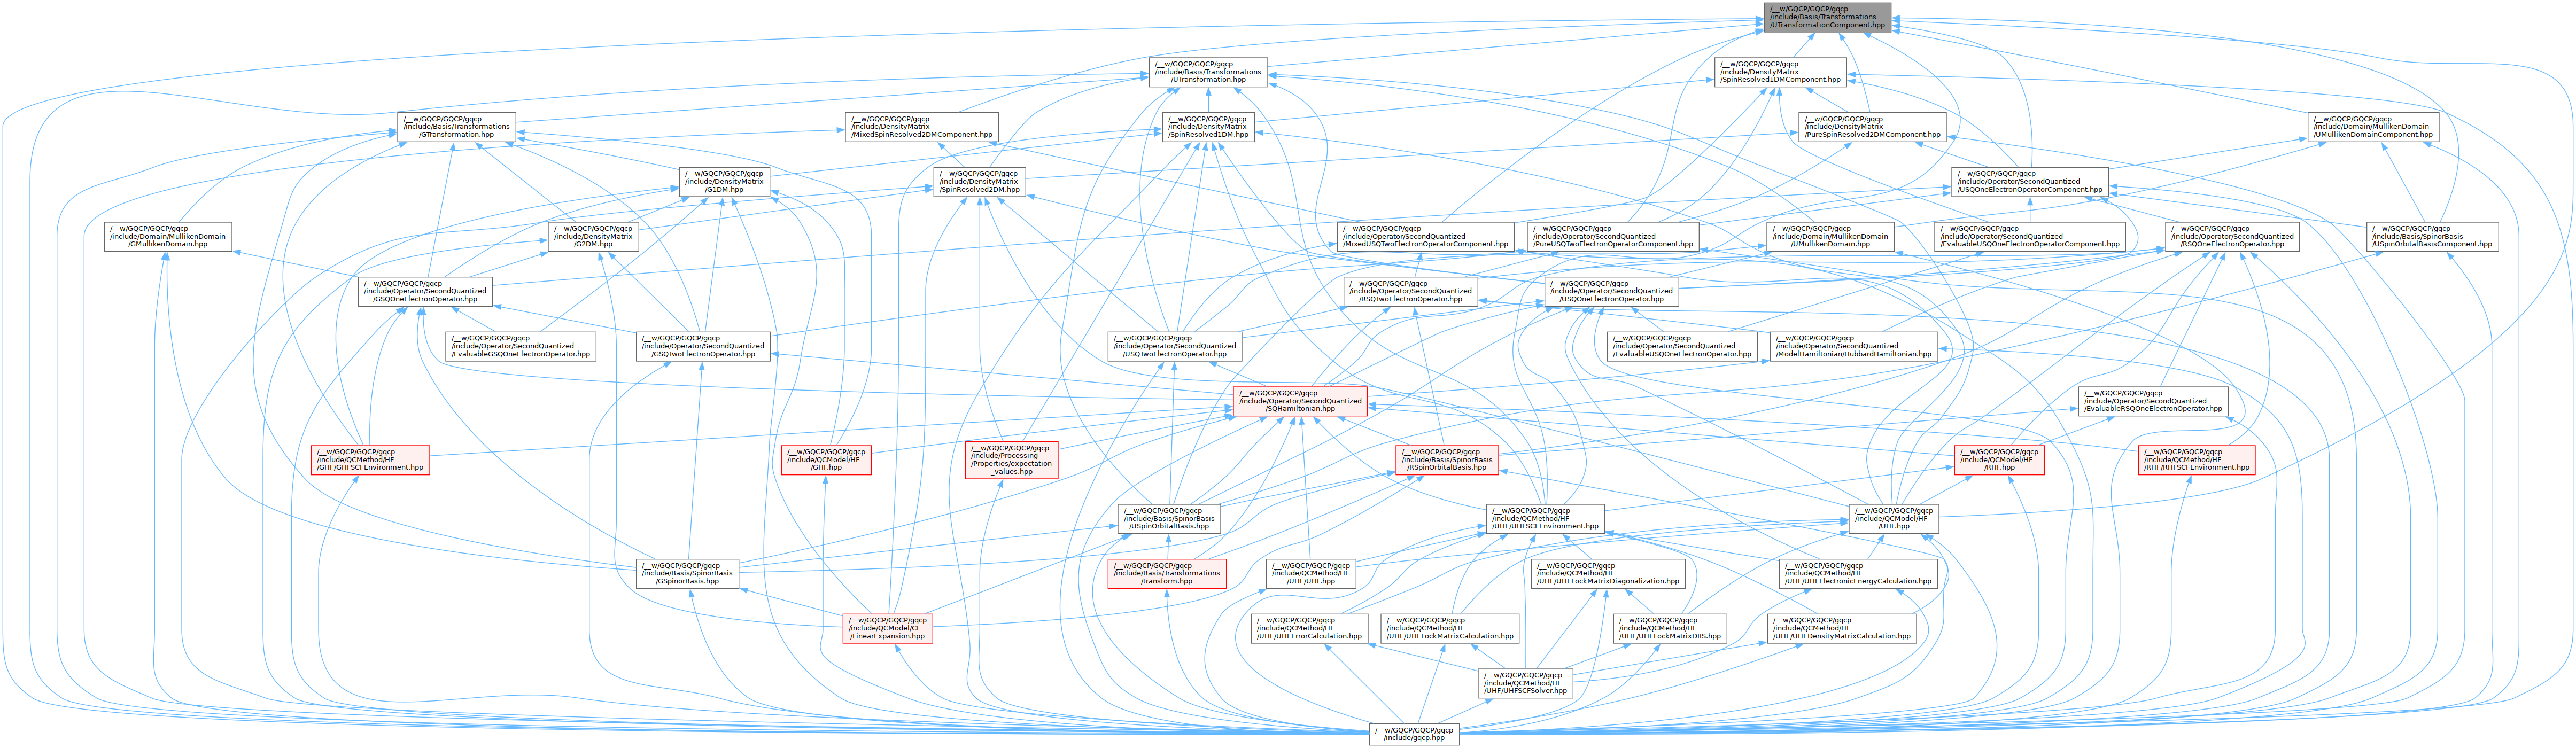 /__w/GQCP/GQCP/gqcp
/include/Basis/Transformations
/UTransformationComponent.hpp
/__w/GQCP/GQCP/gqcp
/include/Basis/Transformations
/UTransformation.hpp
/__w/GQCP/GQCP/gqcp
/include/DensityMatrix
/SpinResolved1DMComponent.hpp
/__w/GQCP/GQCP/gqcp
/include/Basis/Transformations
/GTransformation.hpp
/__w/GQCP/GQCP/gqcp
/include/DensityMatrix
/MixedSpinResolved2DMComponent.hpp
/__w/GQCP/GQCP/gqcp
/include/DensityMatrix
/SpinResolved1DM.hpp
/__w/GQCP/GQCP/gqcp
/include/DensityMatrix
/PureSpinResolved2DMComponent.hpp
/__w/GQCP/GQCP/gqcp
/include/Domain/MullikenDomain
/UMullikenDomainComponent.hpp
/__w/GQCP/GQCP/gqcp
/include/DensityMatrix
/G1DM.hpp
/__w/GQCP/GQCP/gqcp
/include/DensityMatrix
/SpinResolved2DM.hpp
/__w/GQCP/GQCP/gqcp
/include/Operator/SecondQuantized
/USQOneElectronOperatorComponent.hpp
/__w/GQCP/GQCP/gqcp
/include/Domain/MullikenDomain
/GMullikenDomain.hpp
/__w/GQCP/GQCP/gqcp
/include/DensityMatrix
/G2DM.hpp
/__w/GQCP/GQCP/gqcp
/include/Operator/SecondQuantized
/MixedUSQTwoElectronOperatorComponent.hpp
/__w/GQCP/GQCP/gqcp
/include/Operator/SecondQuantized
/PureUSQTwoElectronOperatorComponent.hpp
/__w/GQCP/GQCP/gqcp
/include/Domain/MullikenDomain
/UMullikenDomain.hpp
/__w/GQCP/GQCP/gqcp
/include/Operator/SecondQuantized
/EvaluableUSQOneElectronOperatorComponent.hpp
/__w/GQCP/GQCP/gqcp
/include/Operator/SecondQuantized
/RSQOneElectronOperator.hpp
/__w/GQCP/GQCP/gqcp
/include/Basis/SpinorBasis
/USpinOrbitalBasisComponent.hpp
/__w/GQCP/GQCP/gqcp
/include/Operator/SecondQuantized
/GSQOneElectronOperator.hpp
/__w/GQCP/GQCP/gqcp
/include/Operator/SecondQuantized
/RSQTwoElectronOperator.hpp
/__w/GQCP/GQCP/gqcp
/include/Operator/SecondQuantized
/USQOneElectronOperator.hpp
/__w/GQCP/GQCP/gqcp
/include/Operator/SecondQuantized
/EvaluableGSQOneElectronOperator.hpp
/__w/GQCP/GQCP/gqcp
/include/Operator/SecondQuantized
/GSQTwoElectronOperator.hpp
/__w/GQCP/GQCP/gqcp
/include/Operator/SecondQuantized
/USQTwoElectronOperator.hpp
/__w/GQCP/GQCP/gqcp
/include/Operator/SecondQuantized
/EvaluableUSQOneElectronOperator.hpp
/__w/GQCP/GQCP/gqcp
/include/Operator/SecondQuantized
/ModelHamiltonian/HubbardHamiltonian.hpp
/__w/GQCP/GQCP/gqcp
/include/Operator/SecondQuantized
/SQHamiltonian.hpp
/__w/GQCP/GQCP/gqcp
/include/Operator/SecondQuantized
/EvaluableRSQOneElectronOperator.hpp
/__w/GQCP/GQCP/gqcp
/include/QCMethod/HF
/GHF/GHFSCFEnvironment.hpp
/__w/GQCP/GQCP/gqcp
/include/QCModel/HF
/GHF.hpp
/__w/GQCP/GQCP/gqcp
/include/Processing
/Properties/expectation
_values.hpp
/__w/GQCP/GQCP/gqcp
/include/Basis/SpinorBasis
/RSpinOrbitalBasis.hpp
/__w/GQCP/GQCP/gqcp
/include/QCModel/HF
/RHF.hpp
/__w/GQCP/GQCP/gqcp
/include/QCMethod/HF
/RHF/RHFSCFEnvironment.hpp
/__w/GQCP/GQCP/gqcp
/include/Basis/SpinorBasis
/USpinOrbitalBasis.hpp
/__w/GQCP/GQCP/gqcp
/include/QCMethod/HF
/UHF/UHFSCFEnvironment.hpp
/__w/GQCP/GQCP/gqcp
/include/QCModel/HF
/UHF.hpp
/__w/GQCP/GQCP/gqcp
/include/Basis/SpinorBasis
/GSpinorBasis.hpp
/__w/GQCP/GQCP/gqcp
/include/Basis/Transformations
/transform.hpp
/__w/GQCP/GQCP/gqcp
/include/QCMethod/HF
/UHF/UHF.hpp
/__w/GQCP/GQCP/gqcp
/include/QCMethod/HF
/UHF/UHFFockMatrixDiagonalization.hpp
/__w/GQCP/GQCP/gqcp
/include/QCMethod/HF
/UHF/UHFElectronicEnergyCalculation.hpp
/__w/GQCP/GQCP/gqcp
/include/QCModel/CI
/LinearExpansion.hpp
/__w/GQCP/GQCP/gqcp
/include/QCMethod/HF
/UHF/UHFErrorCalculation.hpp
/__w/GQCP/GQCP/gqcp
/include/QCMethod/HF
/UHF/UHFFockMatrixCalculation.hpp
/__w/GQCP/GQCP/gqcp
/include/QCMethod/HF
/UHF/UHFFockMatrixDIIS.hpp
/__w/GQCP/GQCP/gqcp
/include/QCMethod/HF
/UHF/UHFDensityMatrixCalculation.hpp
/__w/GQCP/GQCP/gqcp
/include/QCMethod/HF
/UHF/UHFSCFSolver.hpp
/__w/GQCP/GQCP/gqcp
/include/gqcp.hpp